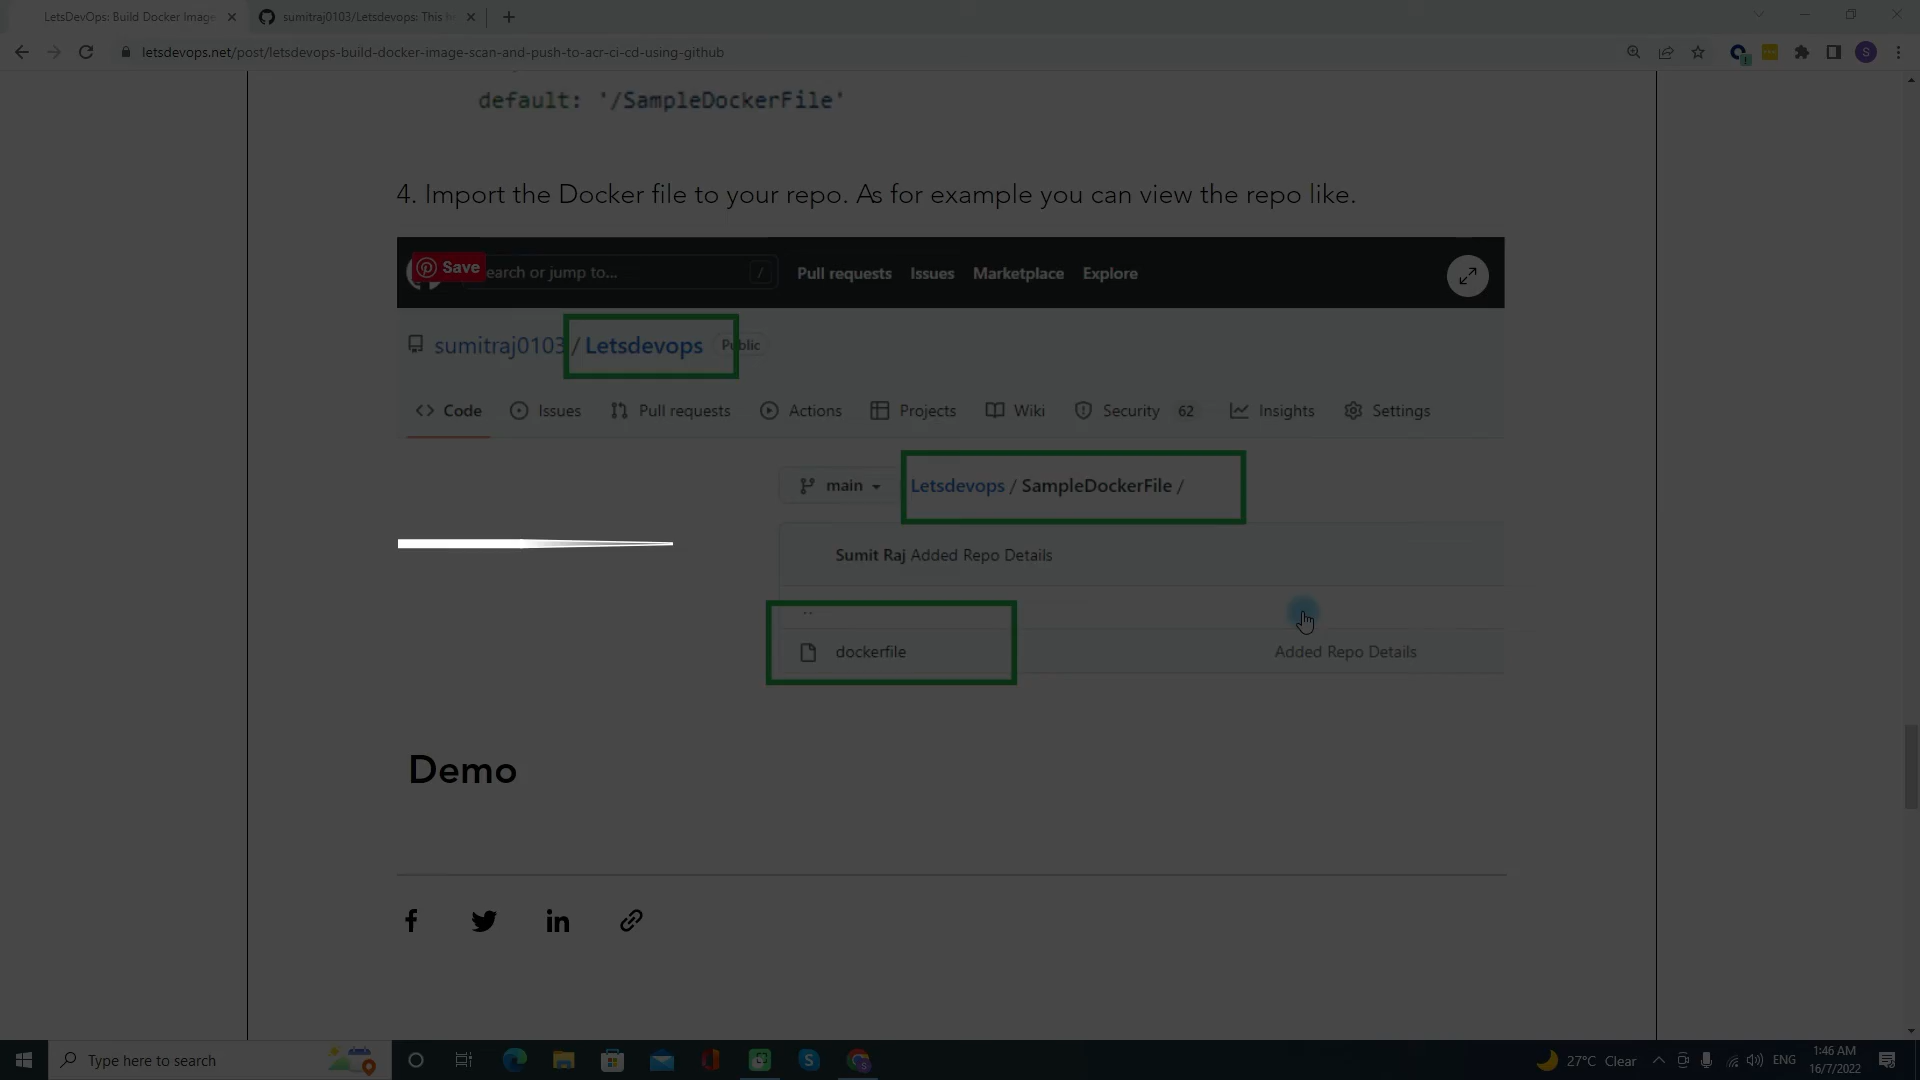 LetsDevOps: Build Docker Image
sumitraj0103/Letsdevops: This
letsdevops.net/post/letsdevops-build-docker-image-scan-and-push-to-acr-ci-cd-using-github
S
default: '/SampleDockerFile'
4. Import the Docker file to your repo. As for example you can view the repo like.
Save
earch or jump to...
/
Pull requests Issues Marketplace Explore
sumitraj0103 / Letsdevops Public
Code Issues Pull requests Actions Projects Wiki Security 62 Insights Settings
main
Letsdevops / SampleDockerFile /
Sumit Raj Added Repo Details
..
dockerfile
Added Repo Details
Demo
Type here to search
27°C Clear
ENG
1:46 AM
16/7/2022